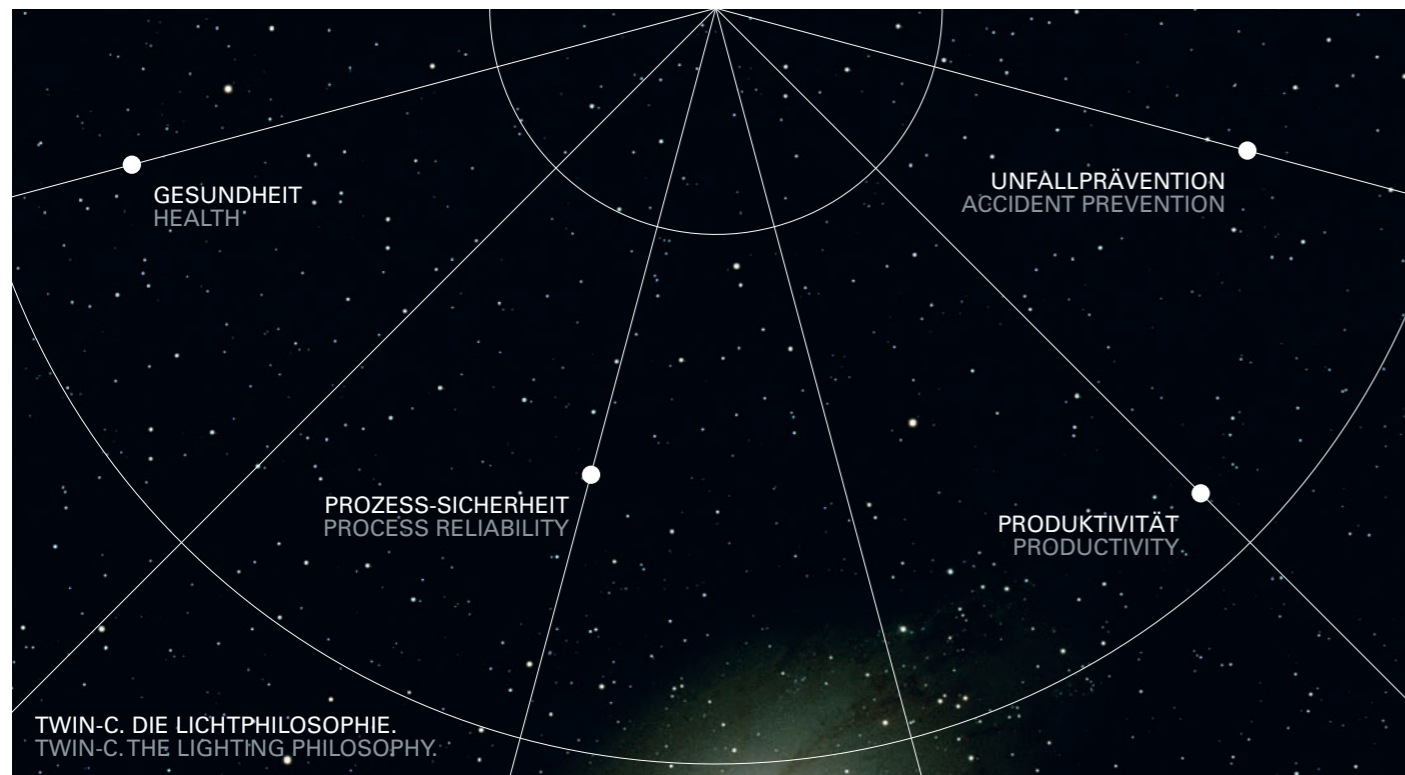 GESUNDHEIT
HEALTH
UNFALLPRÄVENTION
ACCIDENT PREVENTION
PROZESS-SICHERHEIT
PROCESS RELIABILITY
PRODUKTIVITÄT
PRODUCTIVITY
TWIN-C. DIE LICHTPHILOSOPHIE.
TWIN-C. THE LIGHTING PHILOSOPHY.